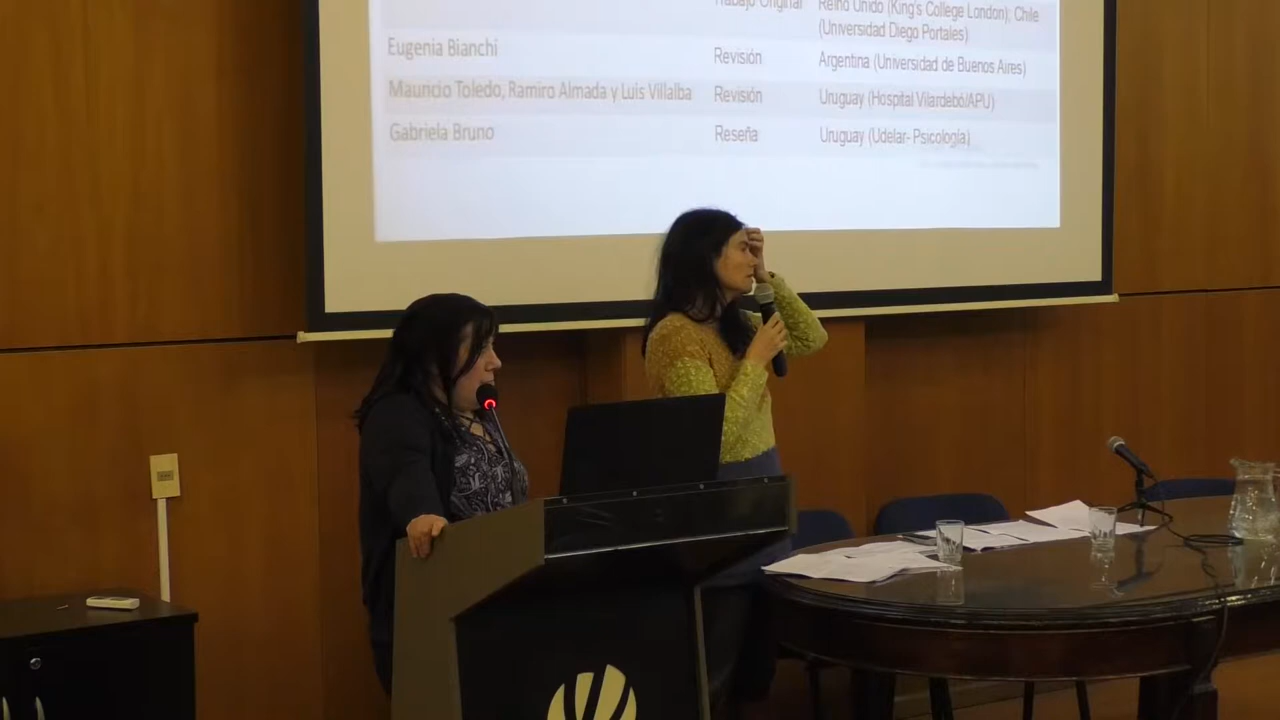 Trabajo Original Reino Unido (King's College London); Chile
(Universidad Diego Portales)
Eugenia Bianchi Revisión Argentina (Universidad de Buenos Aires)
Mauricio Toledo, Ramiro Almada y Luis Villalba Revisión Uruguay (Hospital Vilardebó/APU)
Gabriela Bruno Reseña Uruguay (Udelar- Psicología)